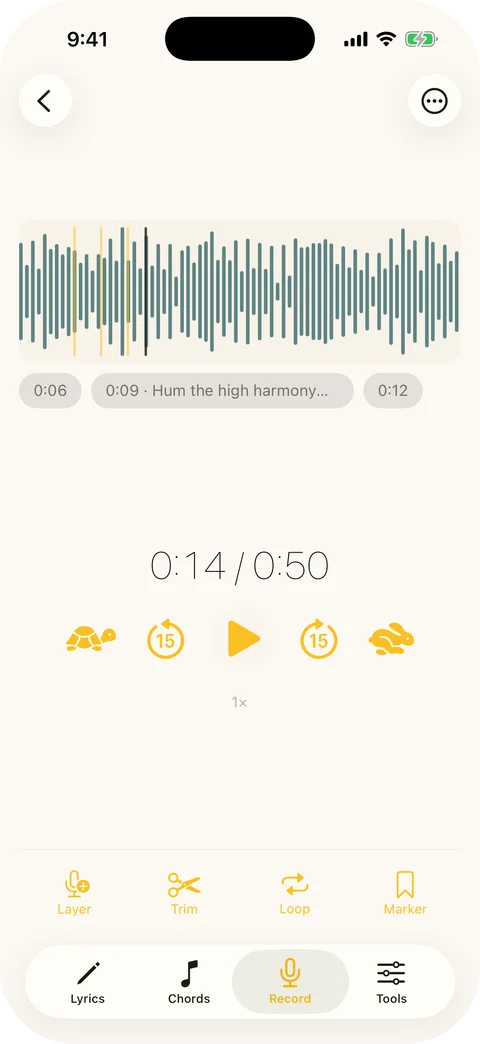 9:41
0:06
0:09 · Hum the high harmony...
0:12
0:14 / 0:50
15
15
1×
Layer
Trim
Loop
Marker
Lyrics
Chords
Record
Tools